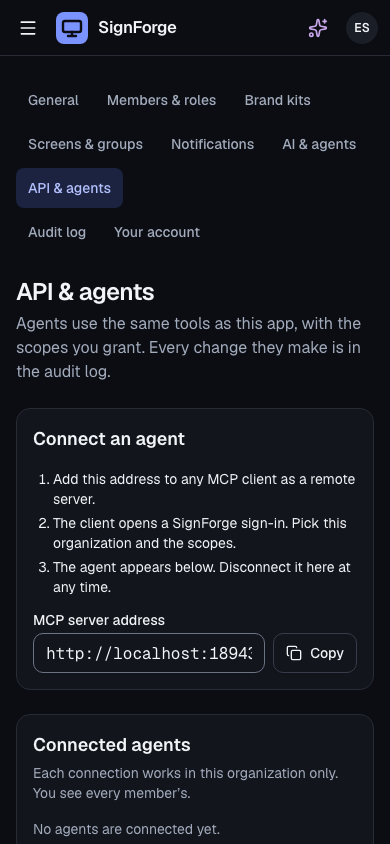 SignForge
ES
General Members & roles Brand kits
Screens & groups Notifications AI & agents
API & agents
Audit log Your account
API & agents
Agents use the same tools as this app, with the
scopes you grant. Every change they make is in
the audit log.
Connect an agent
1. Add this address to any MCP client as a remote
server.
2. The client opens a SignForge sign-in. Pick this
organization and the scopes.
3. The agent appears below. Disconnect it here at
any time.
MCP server address
http://localhost:1894
Copy
Connected agents
Each connection works in this organization only.
You see every member's.
No agents are connected yet.